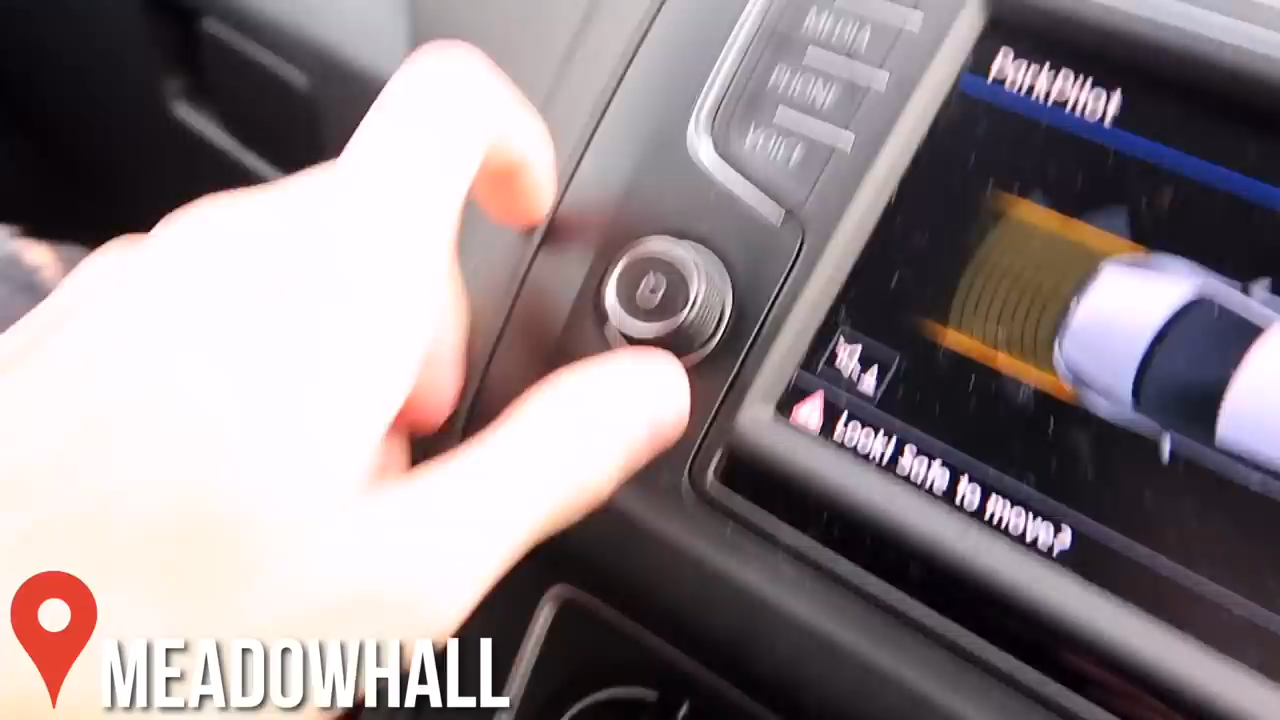 MEDIA
PHONE
VOICE
ParkPilot
Look! Safe to move?
MEADOWHALL